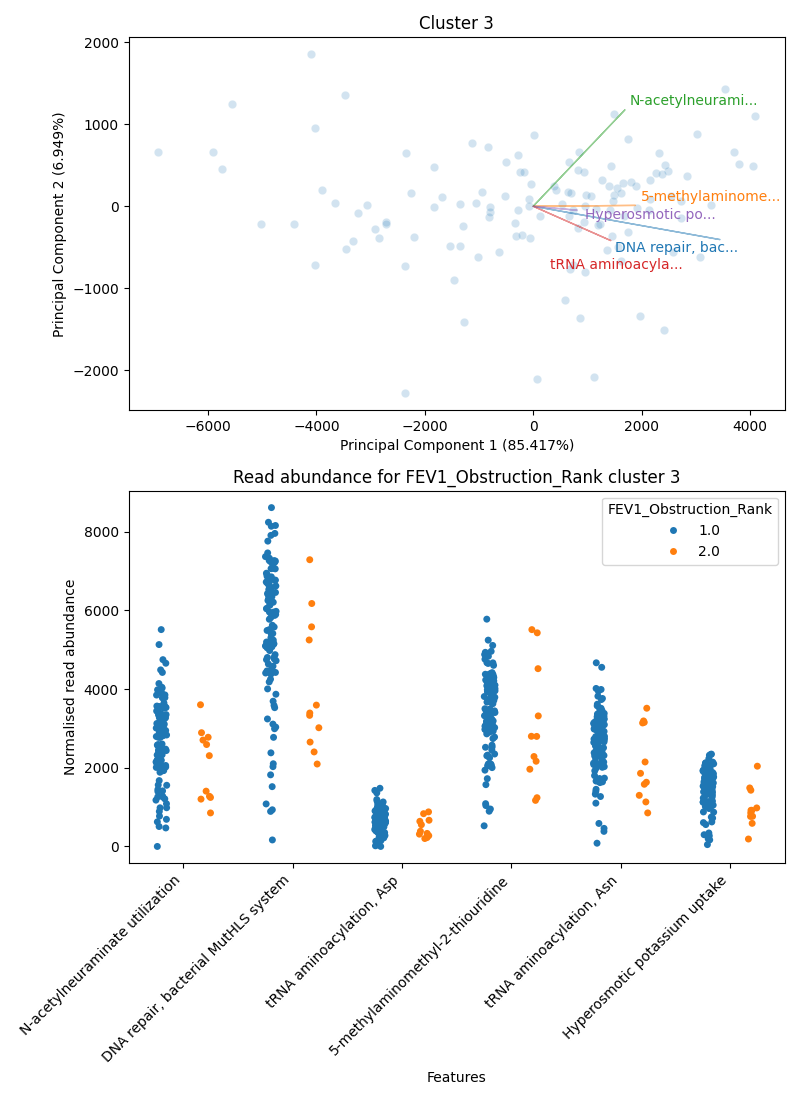 Cluster 3
2000
1000
0
−1000
−2000
Principal Component 2 (6.949%)
N-acetylneurami...
5-methylaminome...
Hyperosmotic po...
DNA repair, bac...
tRNA aminoacyla...
−6000 −4000 −2000 0 2000 4000
Principal Component 1 (85.417%)
Read abundance for FEV1_Obstruction_Rank cluster 3
FEV1_Obstruction_Rank
1.0
2.0
8000
6000
4000
2000
0
Normalised read abundance
N-acetylneuraminate utilization
DNA repair, bacterial MutHLS system
tRNA aminoacylation, Asp
5-methylaminomethyl-2-thiouridine
tRNA aminoacylation, Asn
Hyperosmotic potassium uptake
Features